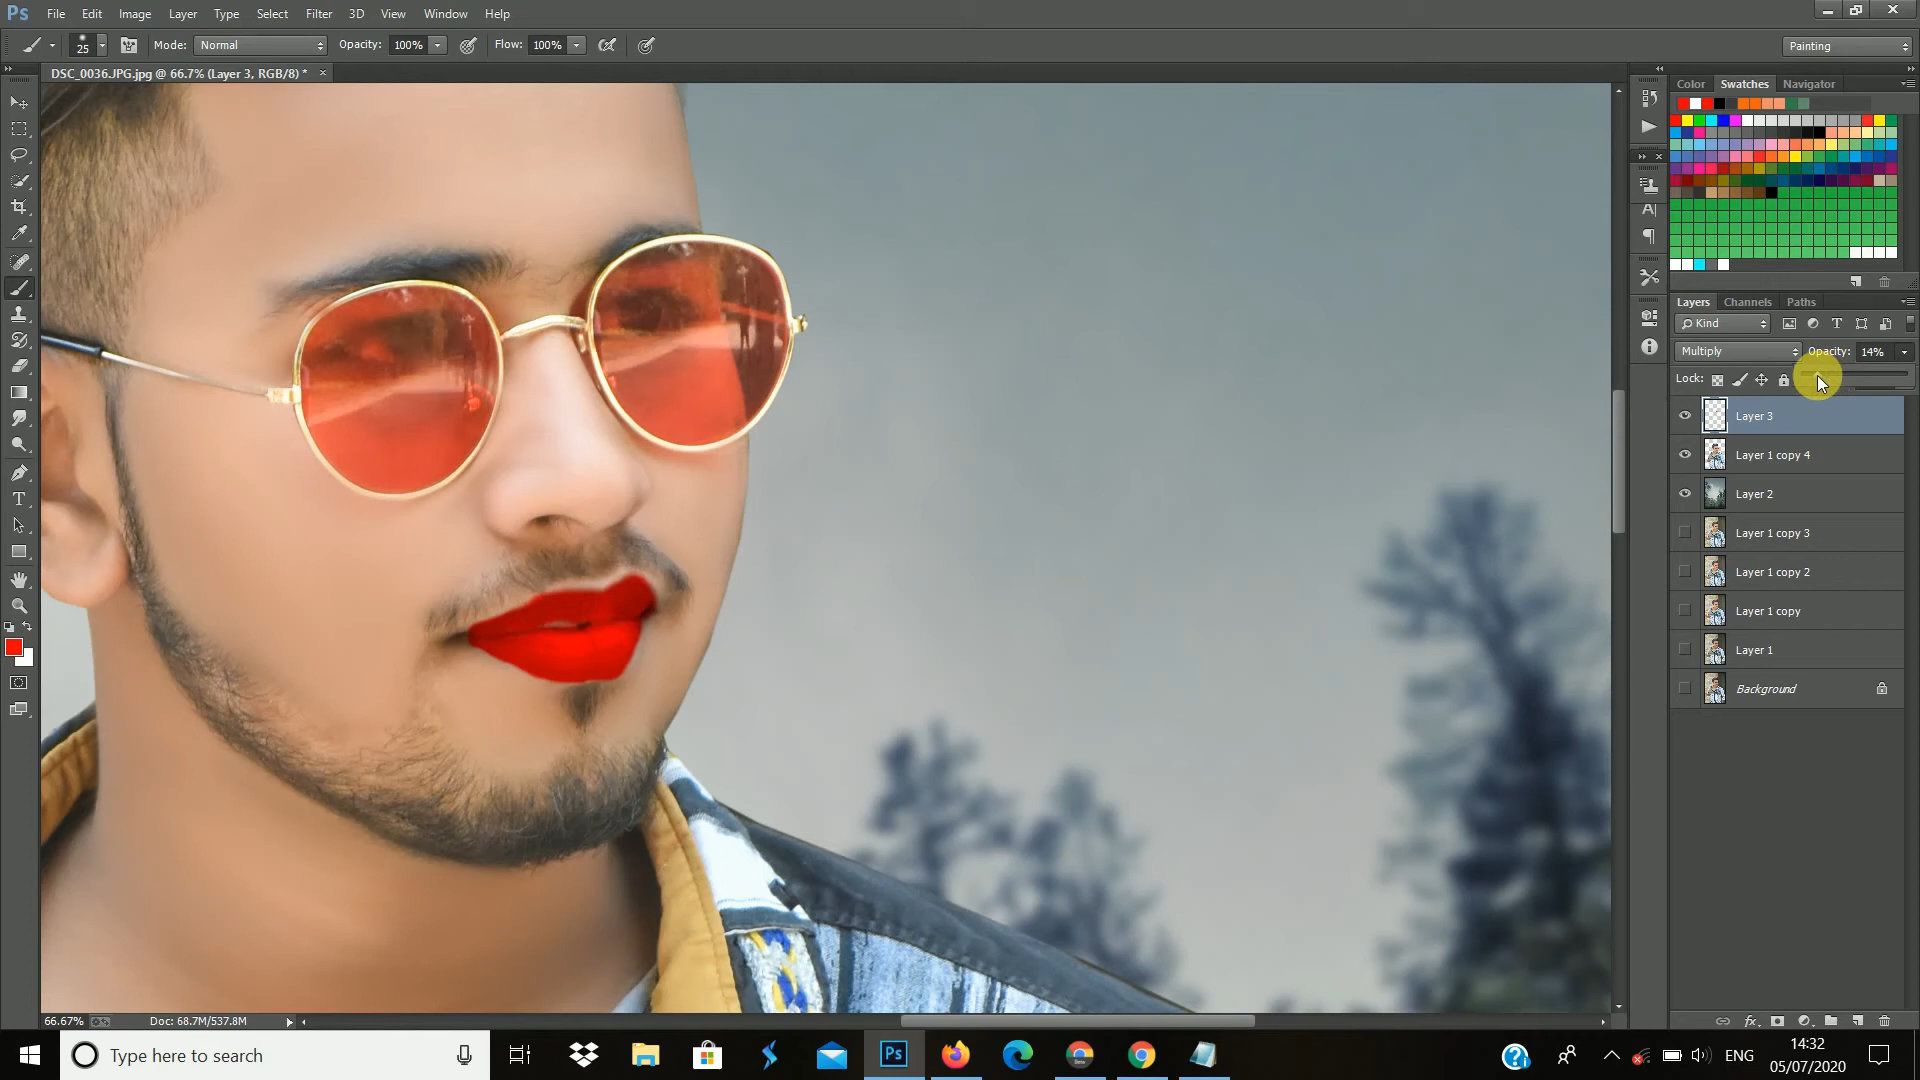 Ps File Edit Image Layer Type Select Filter 3D View Window Help
25 Mode: Normal Opacity: 100% Flow: 100% Painting
DSC_0036.JPG.jpg @ 66.7% (Layer 3, RGB/8) * ×
Color Swatches Navigator
Layers Channels Paths
Kind
Multiply Opacity: 14%
Lock:
Layer 3
Layer 1 copy 4
Layer 2
Layer 1 copy 3
Layer 1 copy 2
Layer 1 copy
Layer 1
Background
66.67% Doc: 68.7M/537.8M
Type here to search
Ps
ENG
14:32
05/07/2020